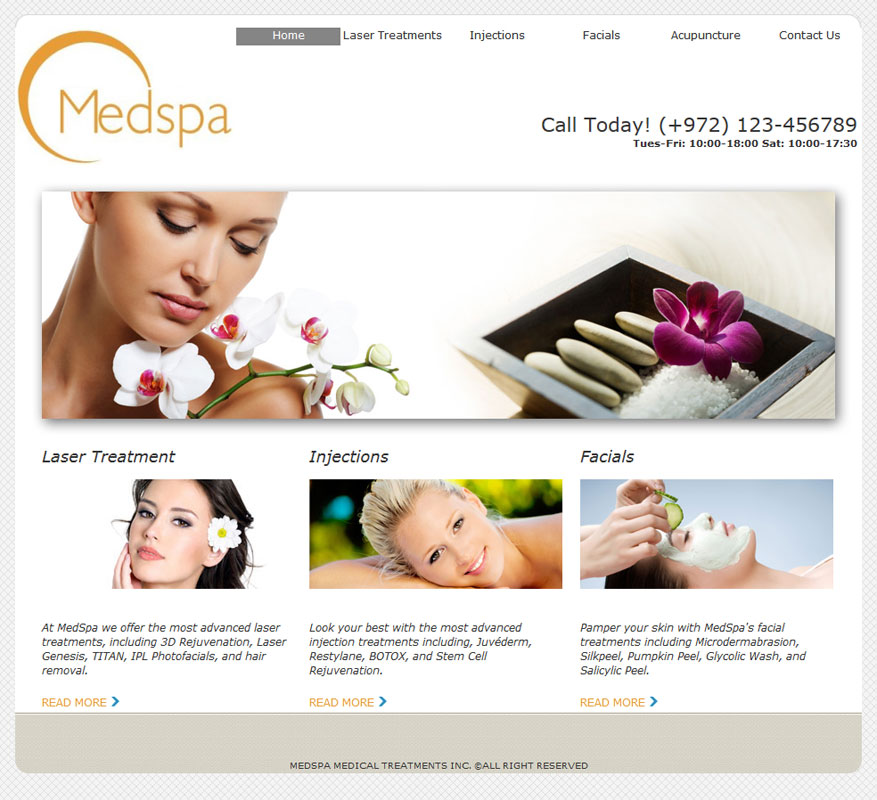 Home Laser Treatments Injections Facials Acupuncture Contact Us
Medspa
Call Today! (+972) 123-456789
Tues-Fri: 10:00-18:00 Sat: 10:00-17:30
Laser Treatment
At MedSpa we offer the most advanced laser
treatments, including 3D Rejuvenation, Laser
Genesis, TITAN, IPL Photofacials, and hair
removal.
READ MORE
Injections
Look your best with the most advanced
injection treatments including, Juvéderm,
Restylane, BOTOX, and Stem Cell
Rejuvenation.
READ MORE
Facials
Pamper your skin with MedSpa's facial
treatments including Microdermabrasion,
Silkpeel, Pumpkin Peel, Glycolic Wash, and
Salicylic Peel.
READ MORE
MEDSPA MEDICAL TREATMENTS INC. ©ALL RIGHT RESERVED